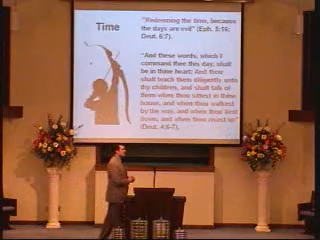 Time
"Redeeming the time, because
the days are evil" (Eph. 5:16;
Deut. 6:7).
"And these words, which I
command thee this day, shall
be in thine heart: And thou
shalt teach them diligently unto
thy children, and shalt talk of
them when thou sittest in thine
house, and when thou walkest
by the way, and when thou liest
down, and when thou risest up"
(Deut. 4:6-7).